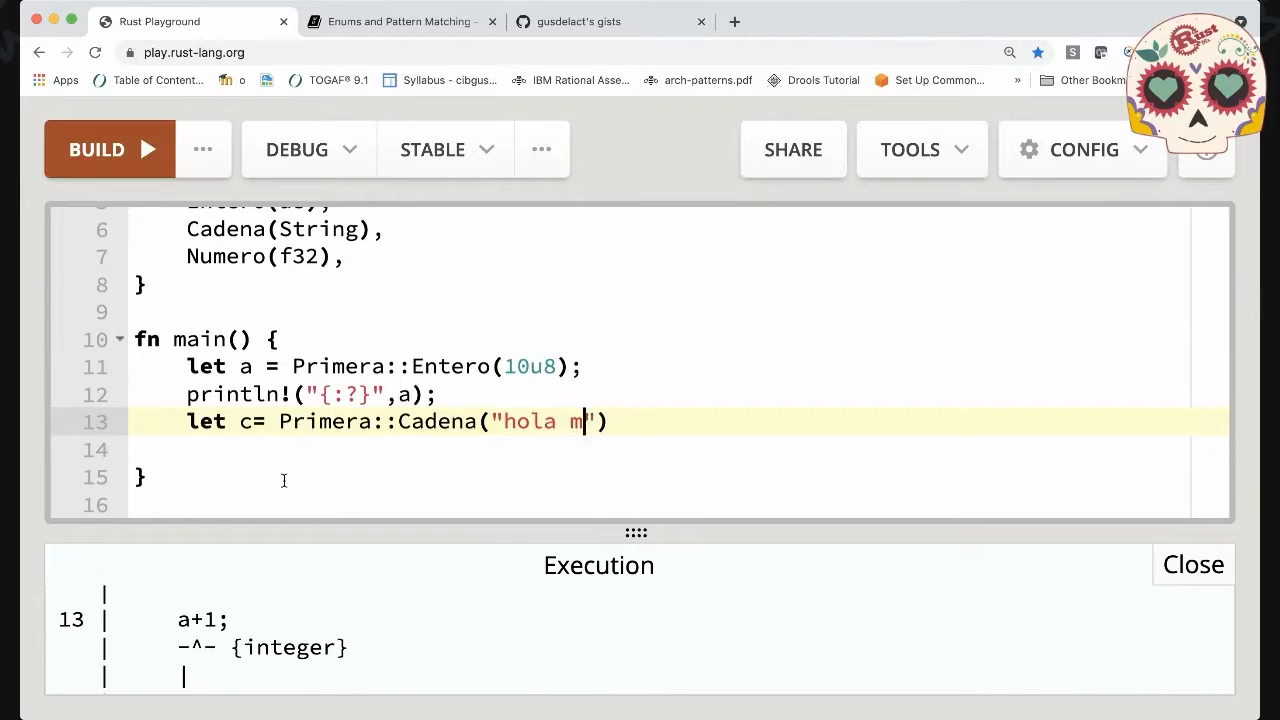 Rust Playground
Enums and Pattern Matching –
gusdelact's gists
play.rust-lang.org
Apps
Table of Content...
o
TOGAF® 9.1
Syllabus - cibgus...
IBM Rational Asse...
arch-patterns.pdf
Drools Tutorial
Set Up Common...
»
Other Bookm
Rust
BUILD
DEBUG
STABLE
SHARE
TOOLS
CONFIG
6 Cadena(String),
7 Numero(f32),
8 }
9
10 fn main() {
11 let a = Primera::Entero(10u8);
12 println!("{:?}",a);
13 let c= Primera::Cadena("hola m")
14
15 }
16
Execution
Close
|
13 | a+1;
| -^- {integer}
| |